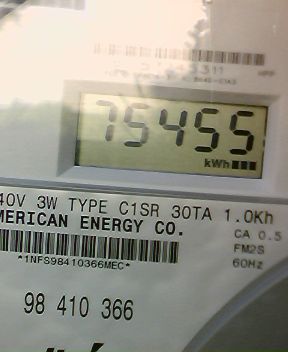 75455
kWh
40V 3W TYPE C1SR 30TA 1.0Kh
MERICAN ENERGY CO.
CA 0.5
FM2S
60Hz
*1NFS98410366MEC*
98 410 366